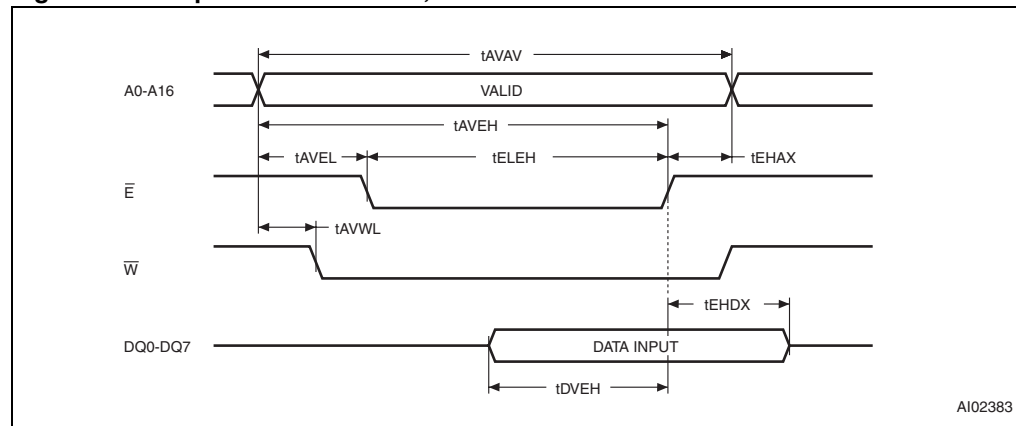 tAVAV
A0-A16
VALID
tAVEH
tAVEL
tELEH
tEHAX
E̅
tAVWL
W̅
tEHDX
DQ0-DQ7
DATA INPUT
tDVEH
AI02383